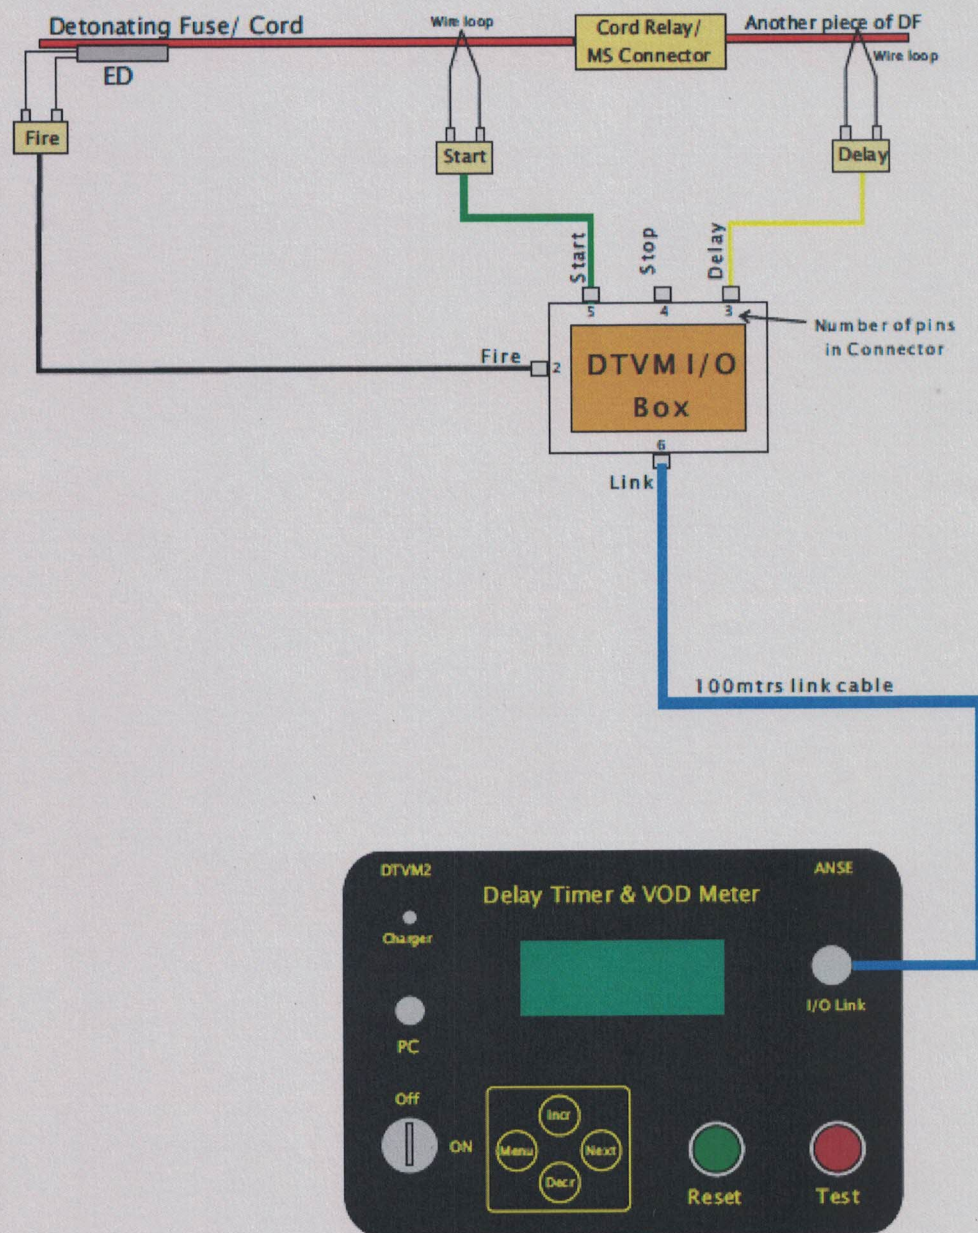 Detonating Fuse/ Cord
Wire loop
Cord Relay/
MS Connector
Another piece of DF
Wire loop
ED
Fire
Start
Delay
Start
Stop
Delay
5
4
3
Number of pins
in Connector
Fire
2
DTVM I/O
Box
6
Link
100mtrs link cable
DTVM2
ANSE
Delay Timer & VOD Meter
Charger
I/O Link
PC
Off
ON
Incr
Menu
Next
Decr
Reset
Test